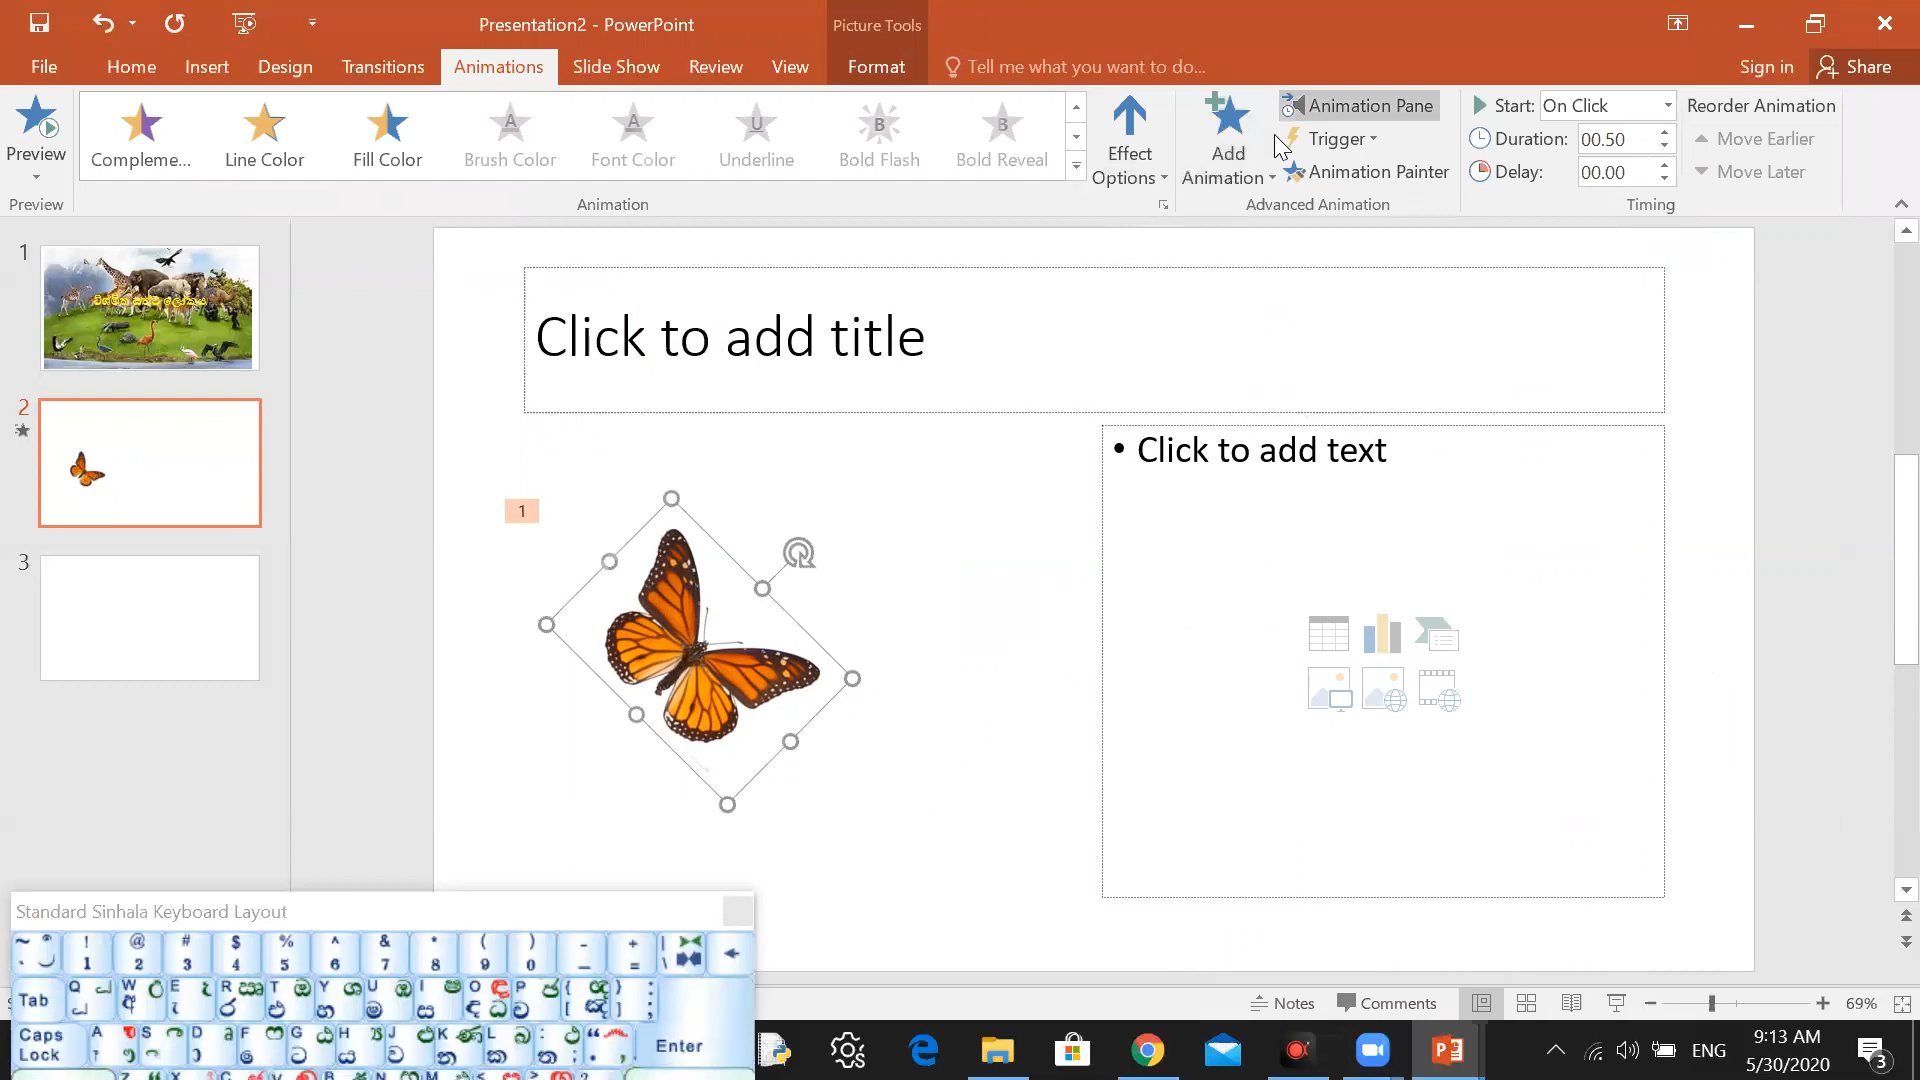 Presentation2 - PowerPoint
Picture Tools
File
Home
Insert
Design
Transitions
Animations
Slide Show
Review
View
Format
Tell me what you want to do...
Sign in
Share
Preview
Compleme...
Line Color
Fill Color
Brush Color
Font Color
Underline
Bold Flash
Bold Reveal
Effect Options
Add Animation
Animation Pane
Trigger
Animation Painter
Start: On Click
Duration: 00.50
Delay: 00.00
Reorder Animation
Move Earlier
Move Later
Preview
Animation
Advanced Animation
Timing
1
2
3
Click to add title
1
• Click to add text
Standard Sinhala Keyboard Layout
Tab
Caps Lock
Enter
Notes
Comments
69%
ENG
9:13 AM
5/30/2020
3